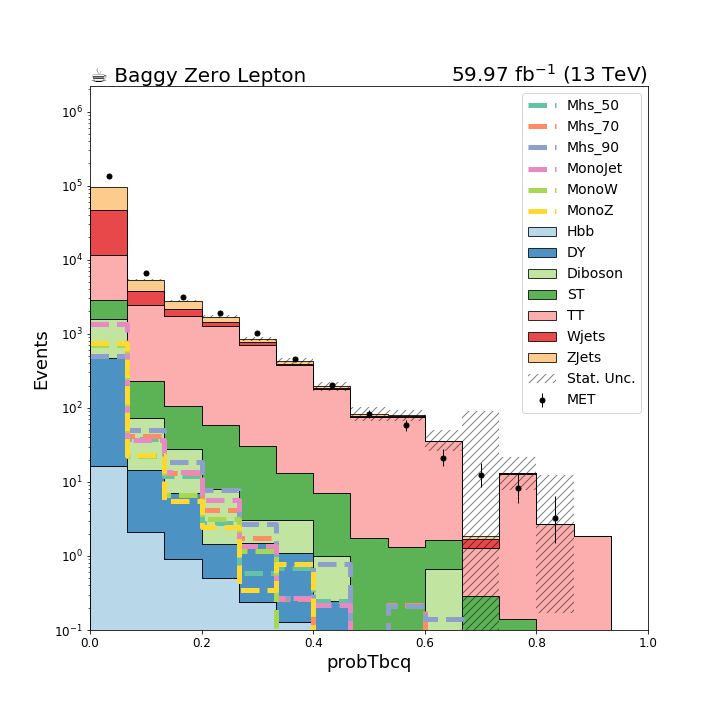 ☕ Baggy Zero Lepton
59.97 fb⁻¹ (13 TeV)
Mhs_50
Mhs_70
Mhs_90
MonoJet
MonoW
MonoZ
Hbb
DY
Diboson
ST
TT
Wjets
ZJets
Stat. Unc.
MET
Events
10⁶
10⁵
10⁴
10³
10²
10¹
10⁰
10⁻¹
0.0 0.2 0.4 0.6 0.8 1.0
probTbcq